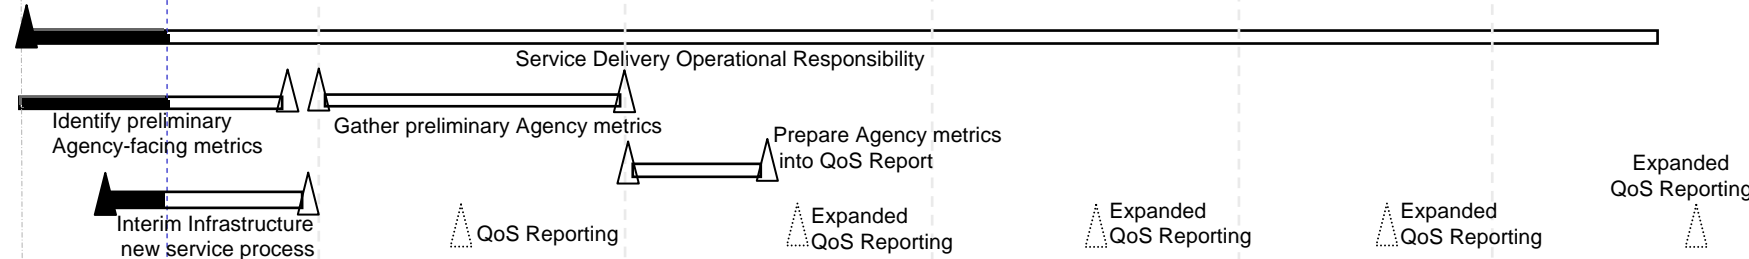 Service Delivery Operational Responsibility
Identify preliminary
Agency-facing metrics
Gather preliminary Agency metrics
Prepare Agency metrics
into QoS Report
Interim Infrastructure
new service process
QoS Reporting
Expanded
QoS Reporting
Expanded
QoS Reporting
Expanded
QoS Reporting
Expanded
QoS Reporting